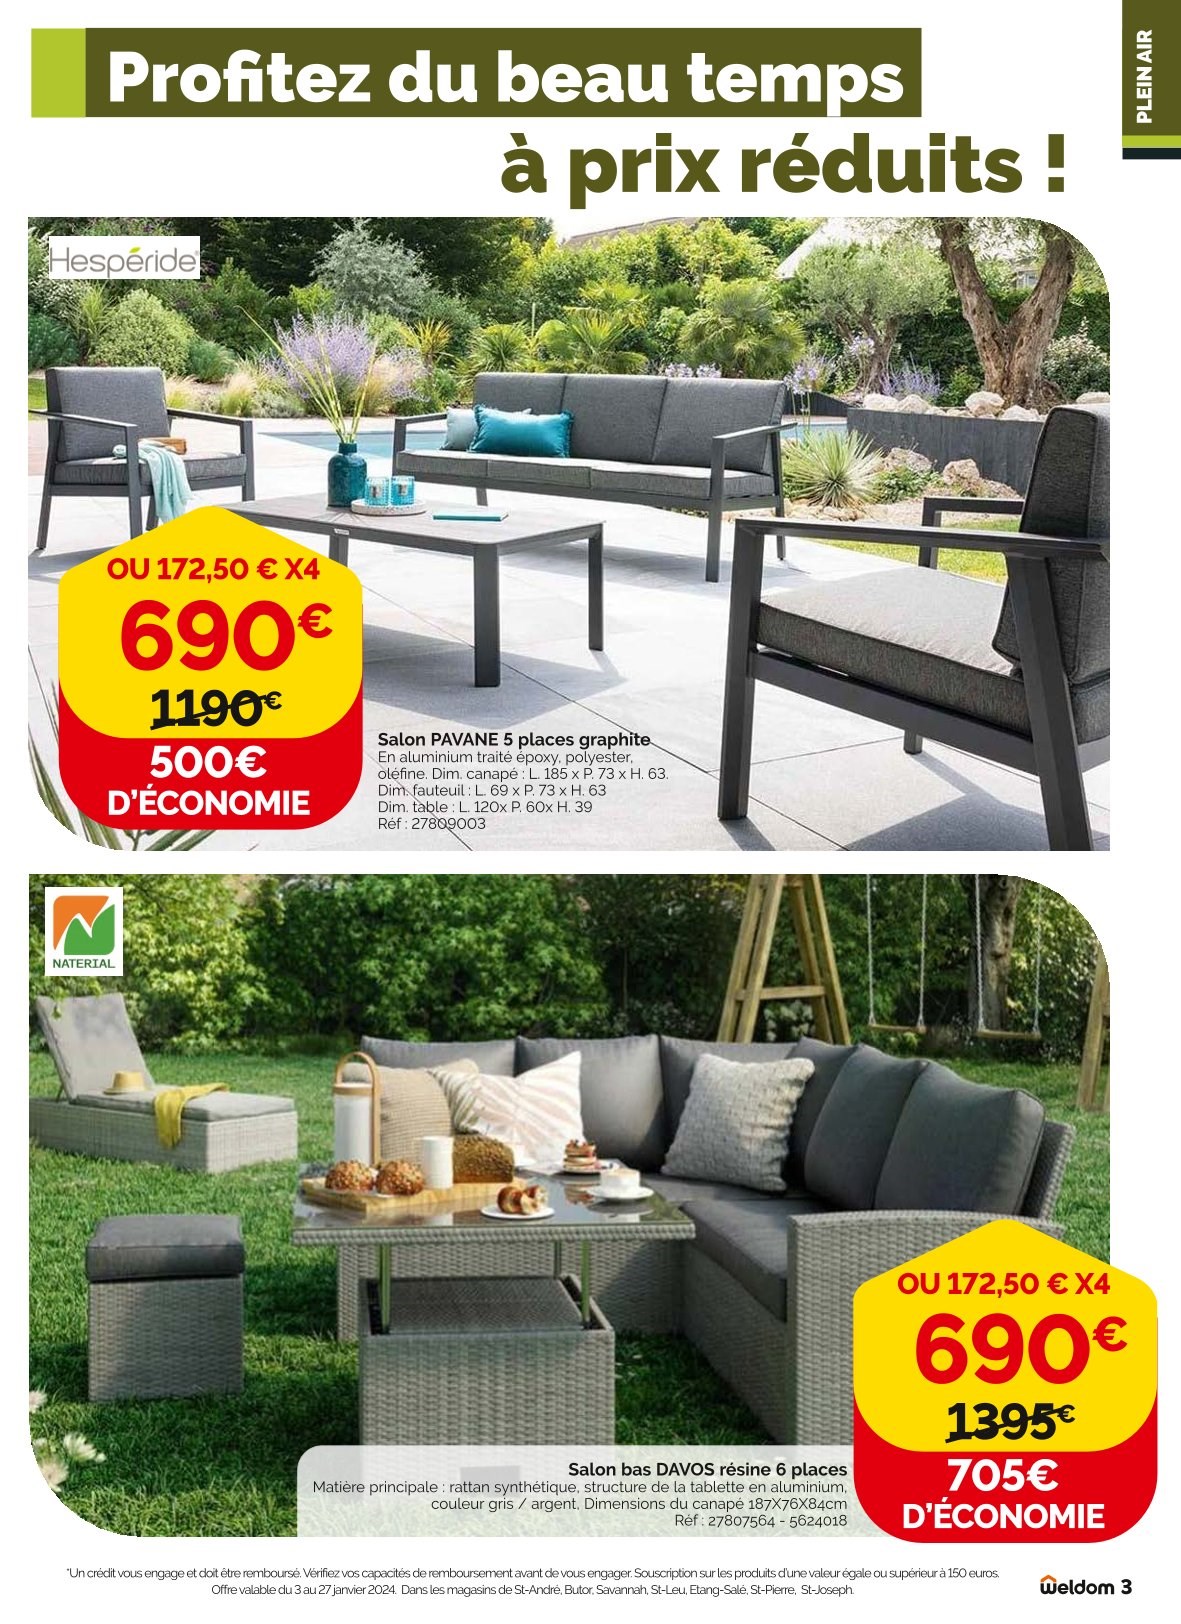 Profitez du beau temps
à prix réduits !
PLEIN AIR
Hespéride
OU 172,50 € X4
690€
1190€
500€
D'ÉCONOMIE
Salon PAVANE 5 places graphite
En aluminium traité époxy, polyester,
oléfine. Dim. canapé : L. 185 x P. 73 x H. 63.
Dim. fauteuil : L. 69 x P. 73 x H. 63
Dim. table : L. 120x P. 60x H. 39
Réf : 27809003
NATERIAL
OU 172,50 € X4
690€
1395€
705€
D'ÉCONOMIE
Salon bas DAVOS résine 6 places
Matière principale : rattan synthétique, structure de la tablette en aluminium,
couleur gris / argent, Dimensions du canapé 187X76X84cm
Réf : 27807564 - 5624018
*Un crédit vous engage et doit être remboursé. Vérifiez vos capacités de remboursement avant de vous engager. Souscription sur les produits d'une valeur égale ou supérieur à 150 euros.
Offre valable du 3 au 27 janvier 2024. Dans les magasins de St-André, Butor, Savannah, St-Leu, Etang-Salé, St-Pierre, St-Joseph.
weldom 3